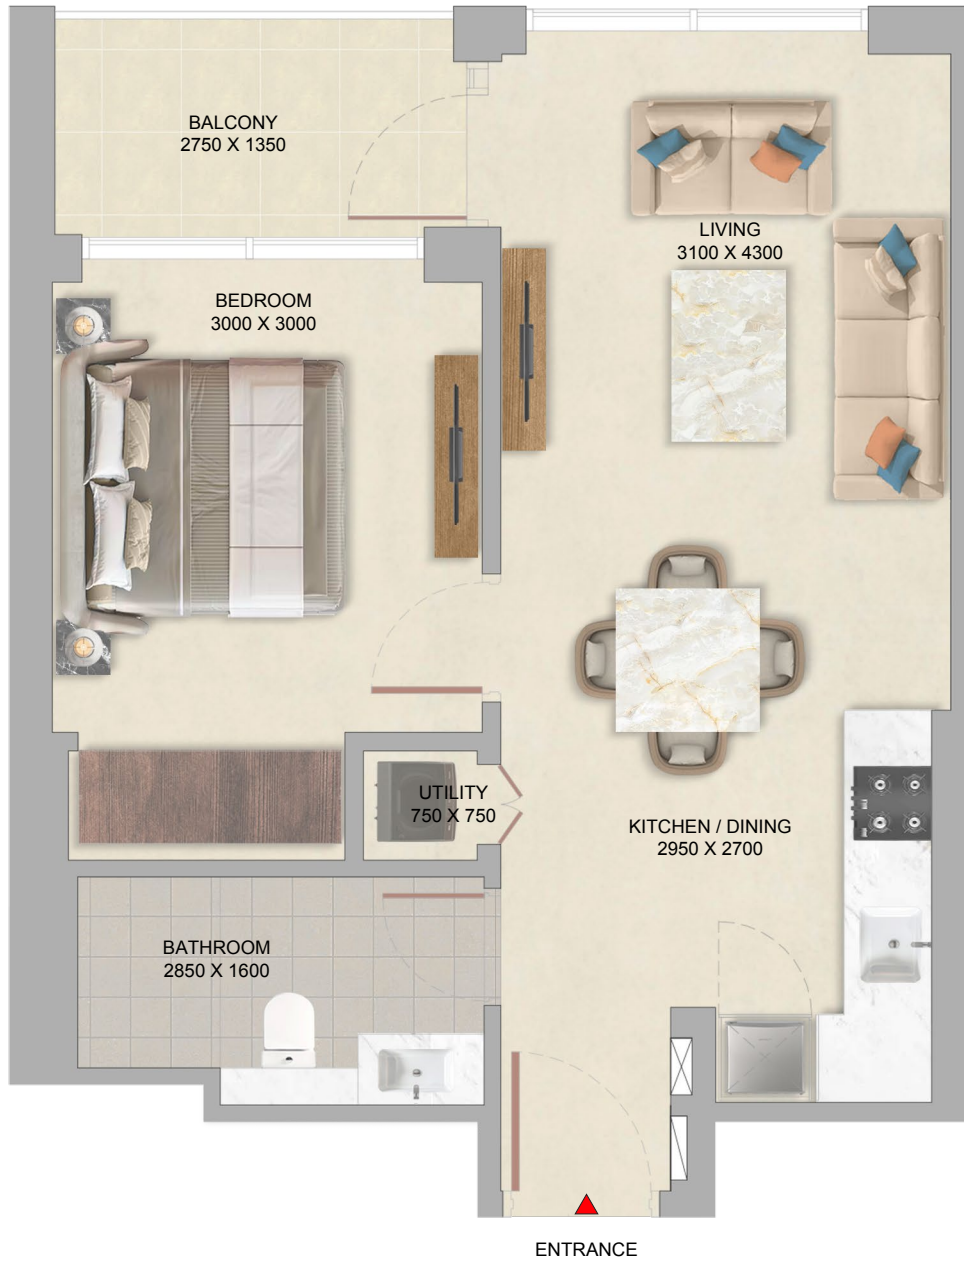 BALCONY
2750 X 1350
LIVING
3100 X 4300
BEDROOM
3000 X 3000
UTILITY
750 X 750
KITCHEN / DINING
2950 X 2700
BATHROOM
2850 X 1600
ENTRANCE